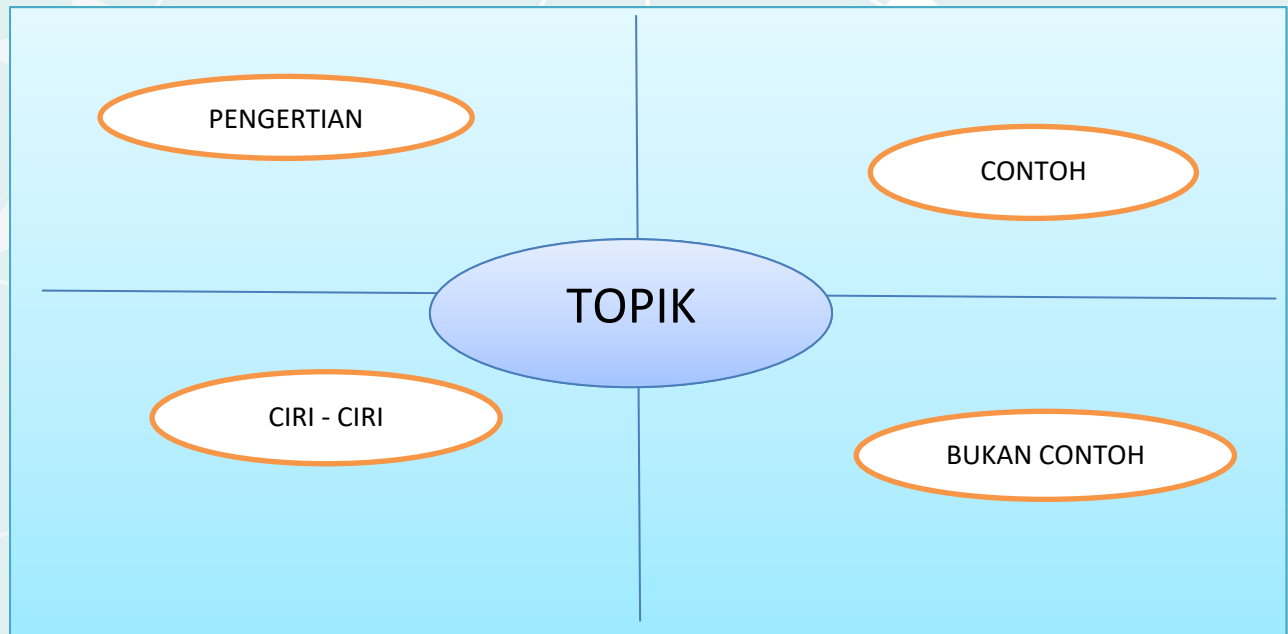 PENGERTIAN
CONTOH
TOPIK
CIRI - CIRI
BUKAN CONTOH